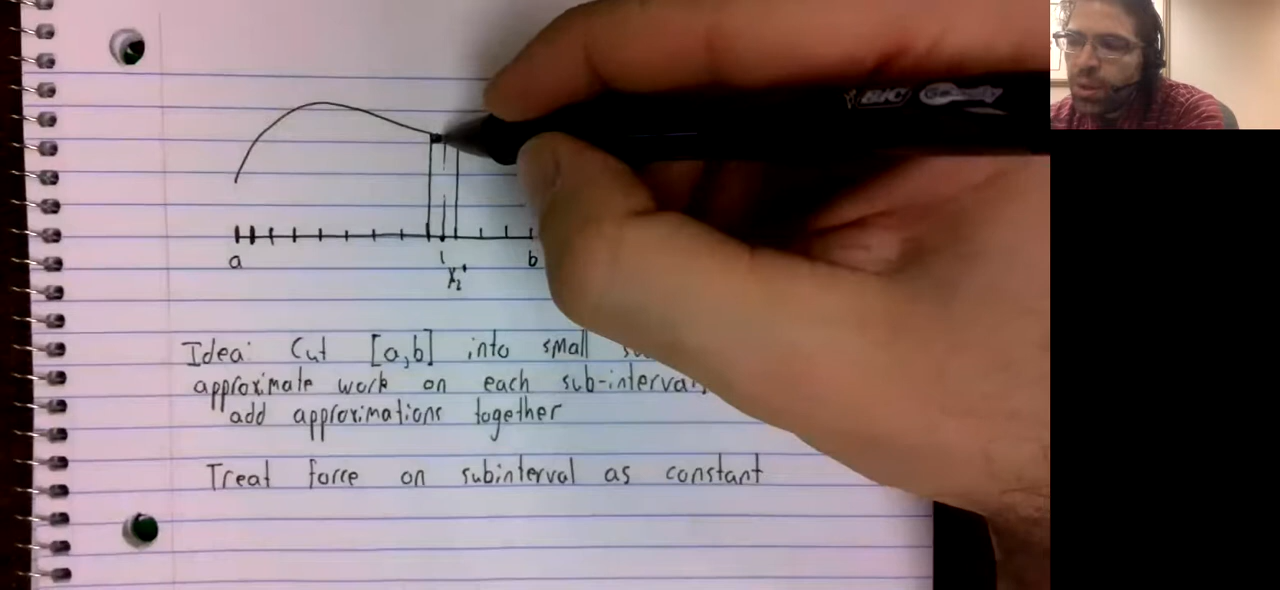 BIC
a
b
Idea: Cut [a,b] into small
approximate work on each sub-interval,
add approximations together
Treat force on subinterval as constant